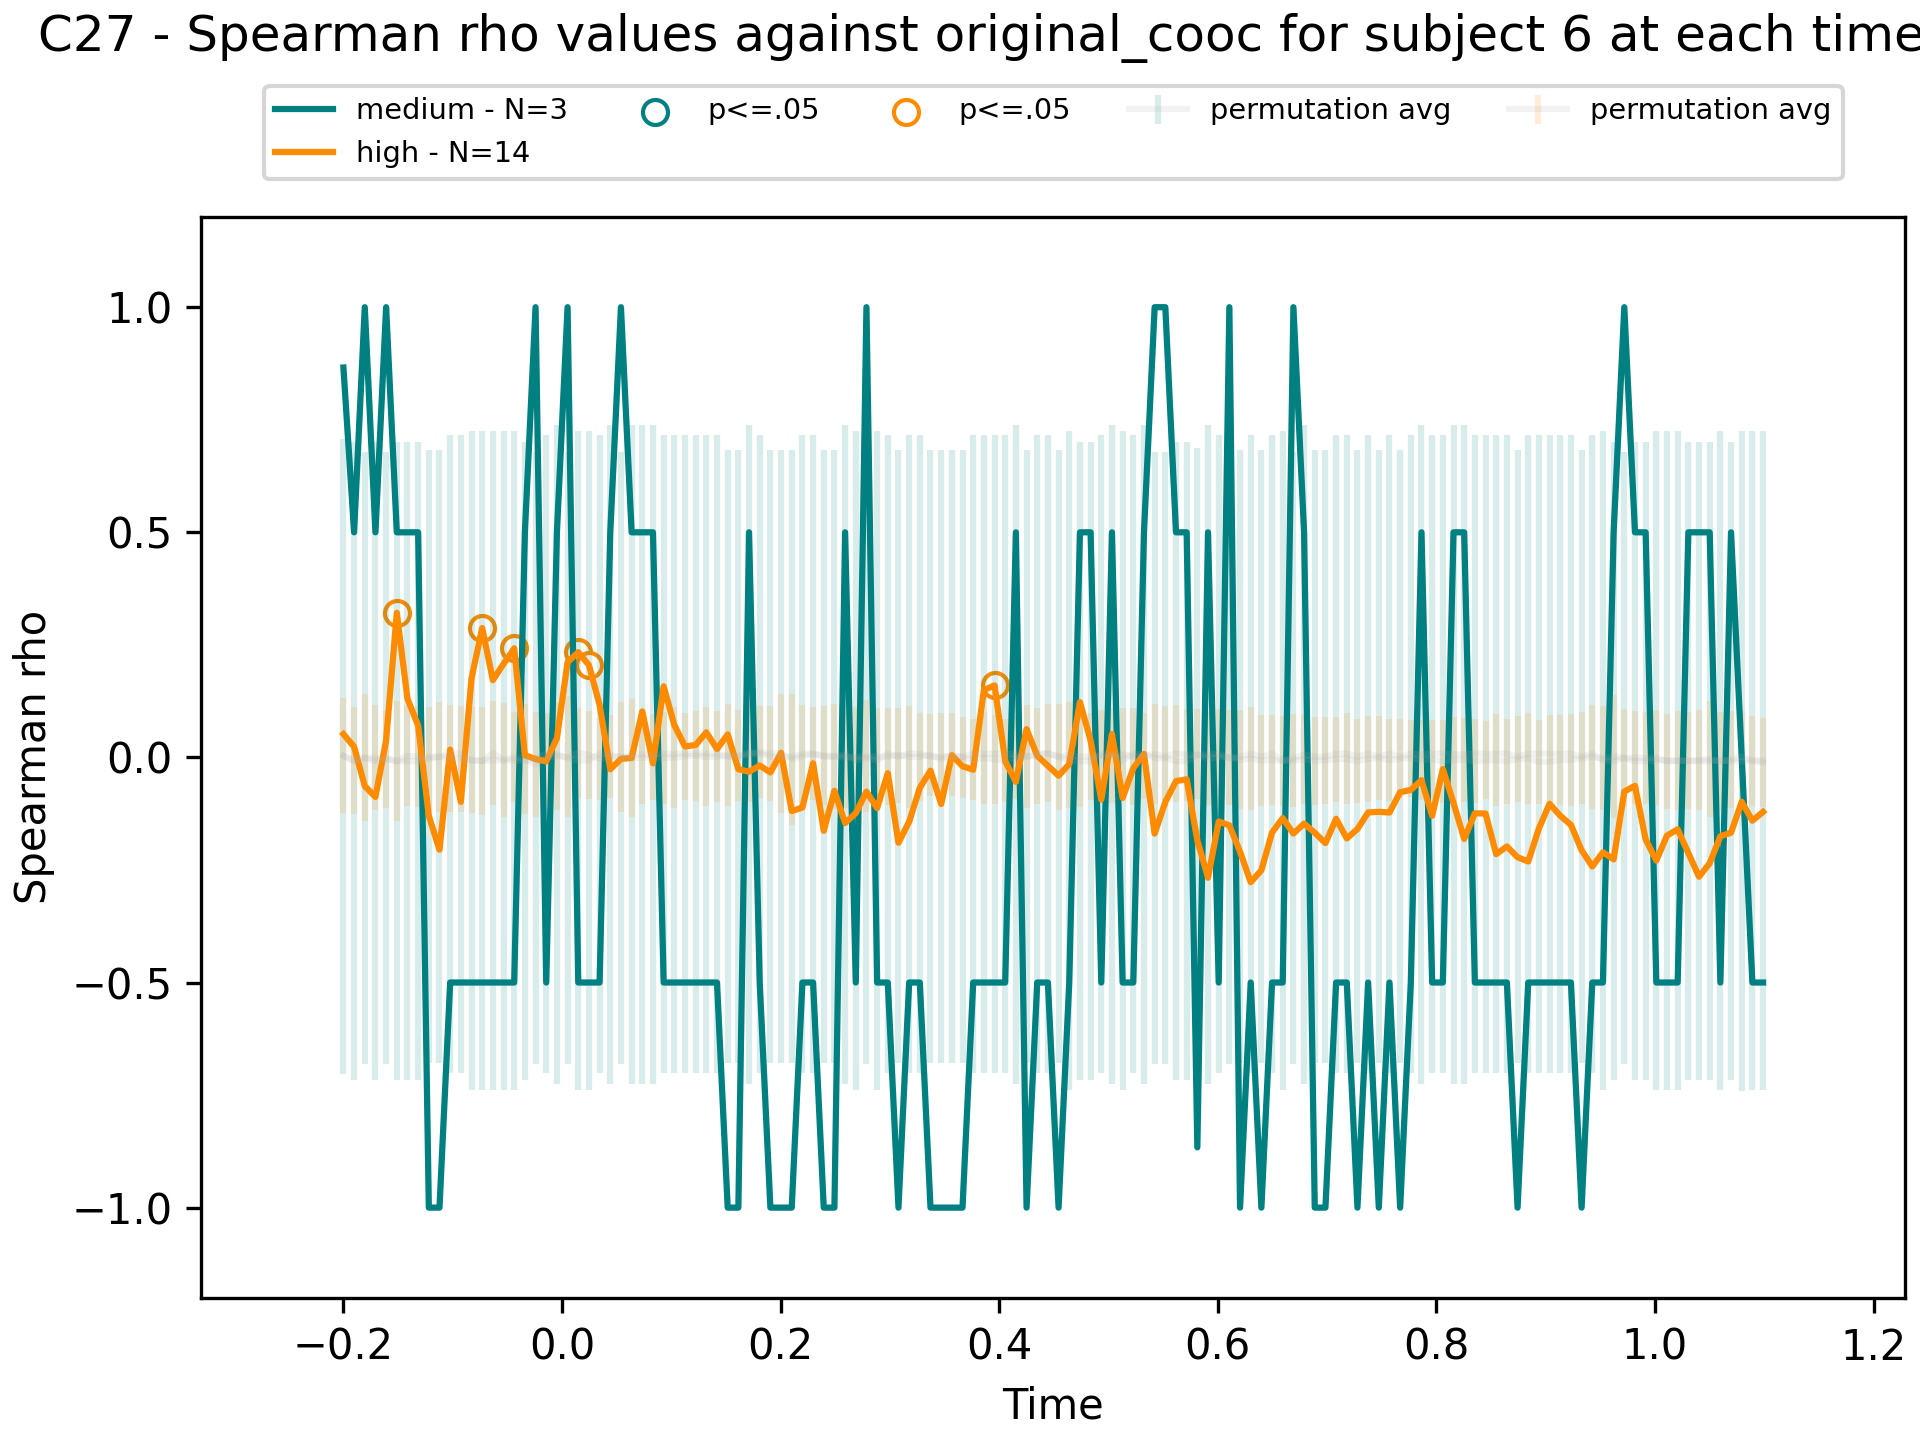 C27 - Spearman rho values against original_cooc for subject 6 at each time
medium - N=3
high - N=14
p<=.05
p<=.05
permutation avg
permutation avg
Spearman rho
1.0
0.5
0.0
−0.5
−1.0
−0.2 0.0 0.2 0.4 0.6 0.8 1.0 1.2
Time